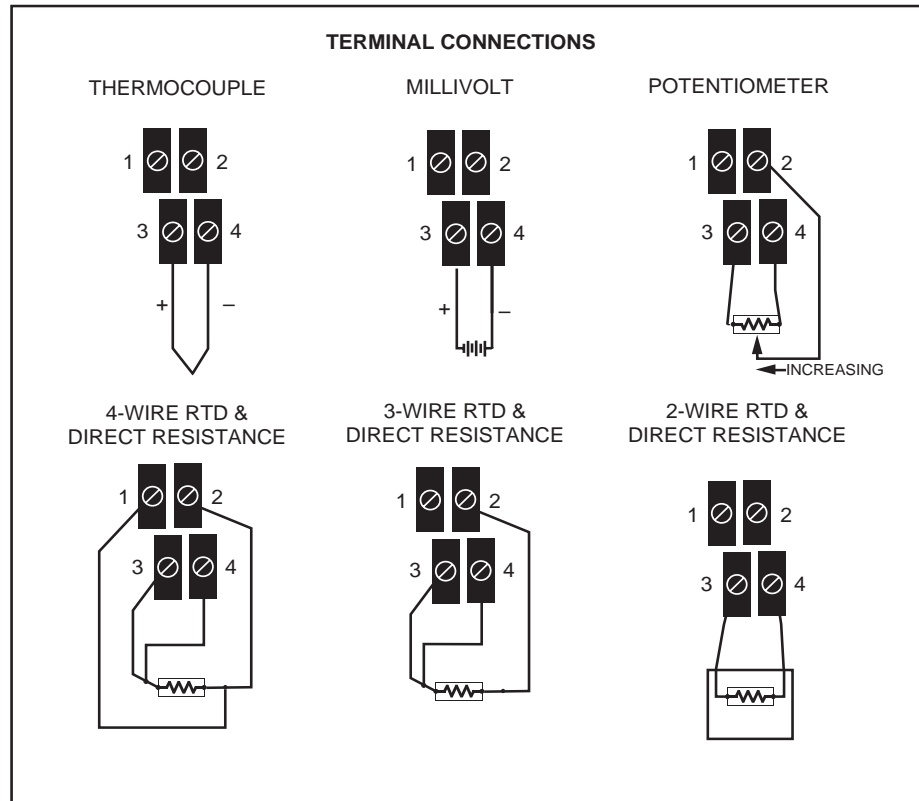 TERMINAL CONNECTIONS
THERMOCOUPLE
1 2
3 4
+ –
MILLIVOLT
1 2
3 4
+ –
POTENTIOMETER
1 2
3 4
INCREASING
4-WIRE RTD &
DIRECT RESISTANCE
1 2
3 4
3-WIRE RTD &
DIRECT RESISTANCE
1 2
3 4
2-WIRE RTD &
DIRECT RESISTANCE
1 2
3 4